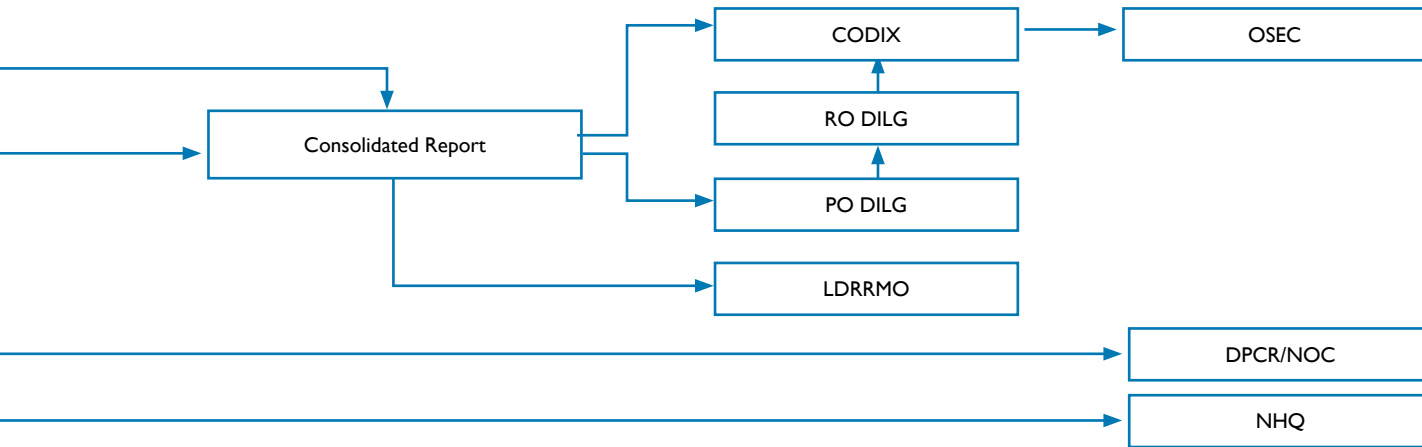 CODIX
OSEC
RO DILG
Consolidated Report
PO DILG
LDRRMO
DPCR/NOC
NHQ